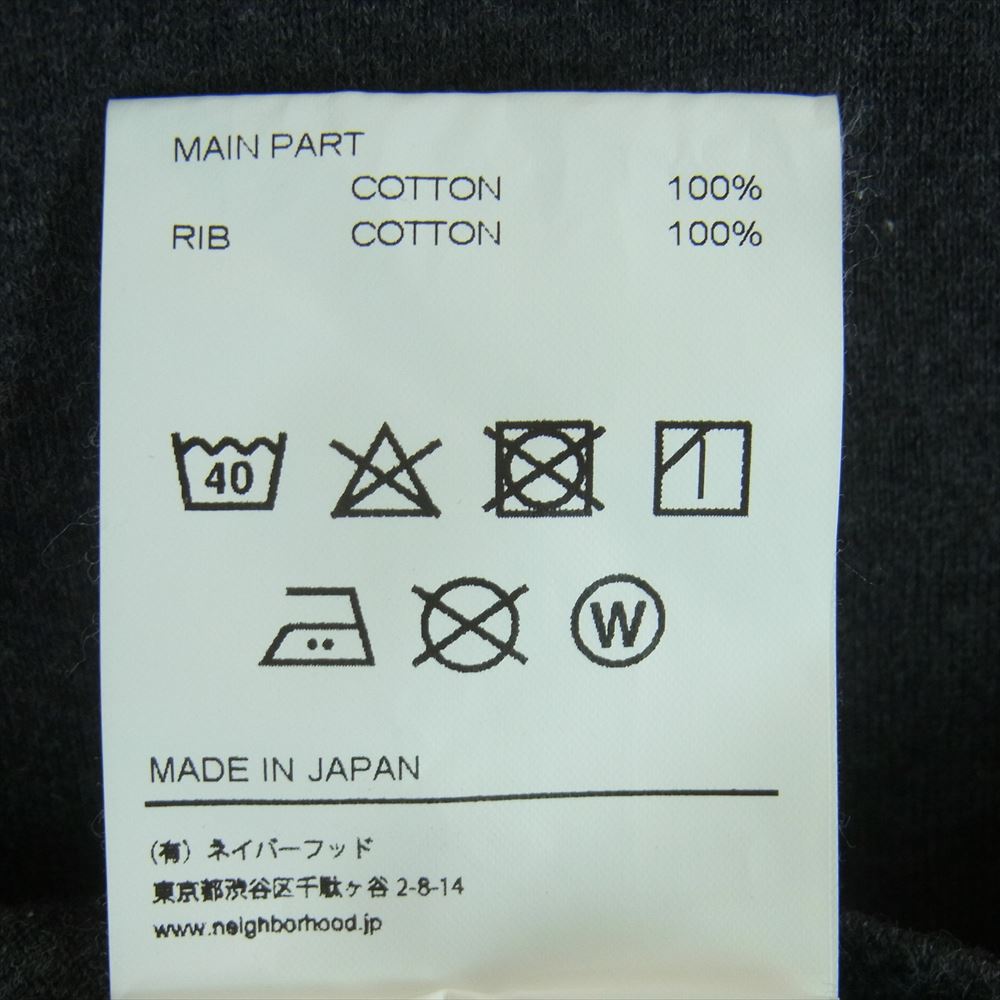 MAIN PART
COTTON 100%
RIB COTTON 100%
40
W
MADE IN JAPAN
(有) ネイバーフッド
東京都渋谷区千駄ヶ谷 2-8-14
www.neighborhood.jp